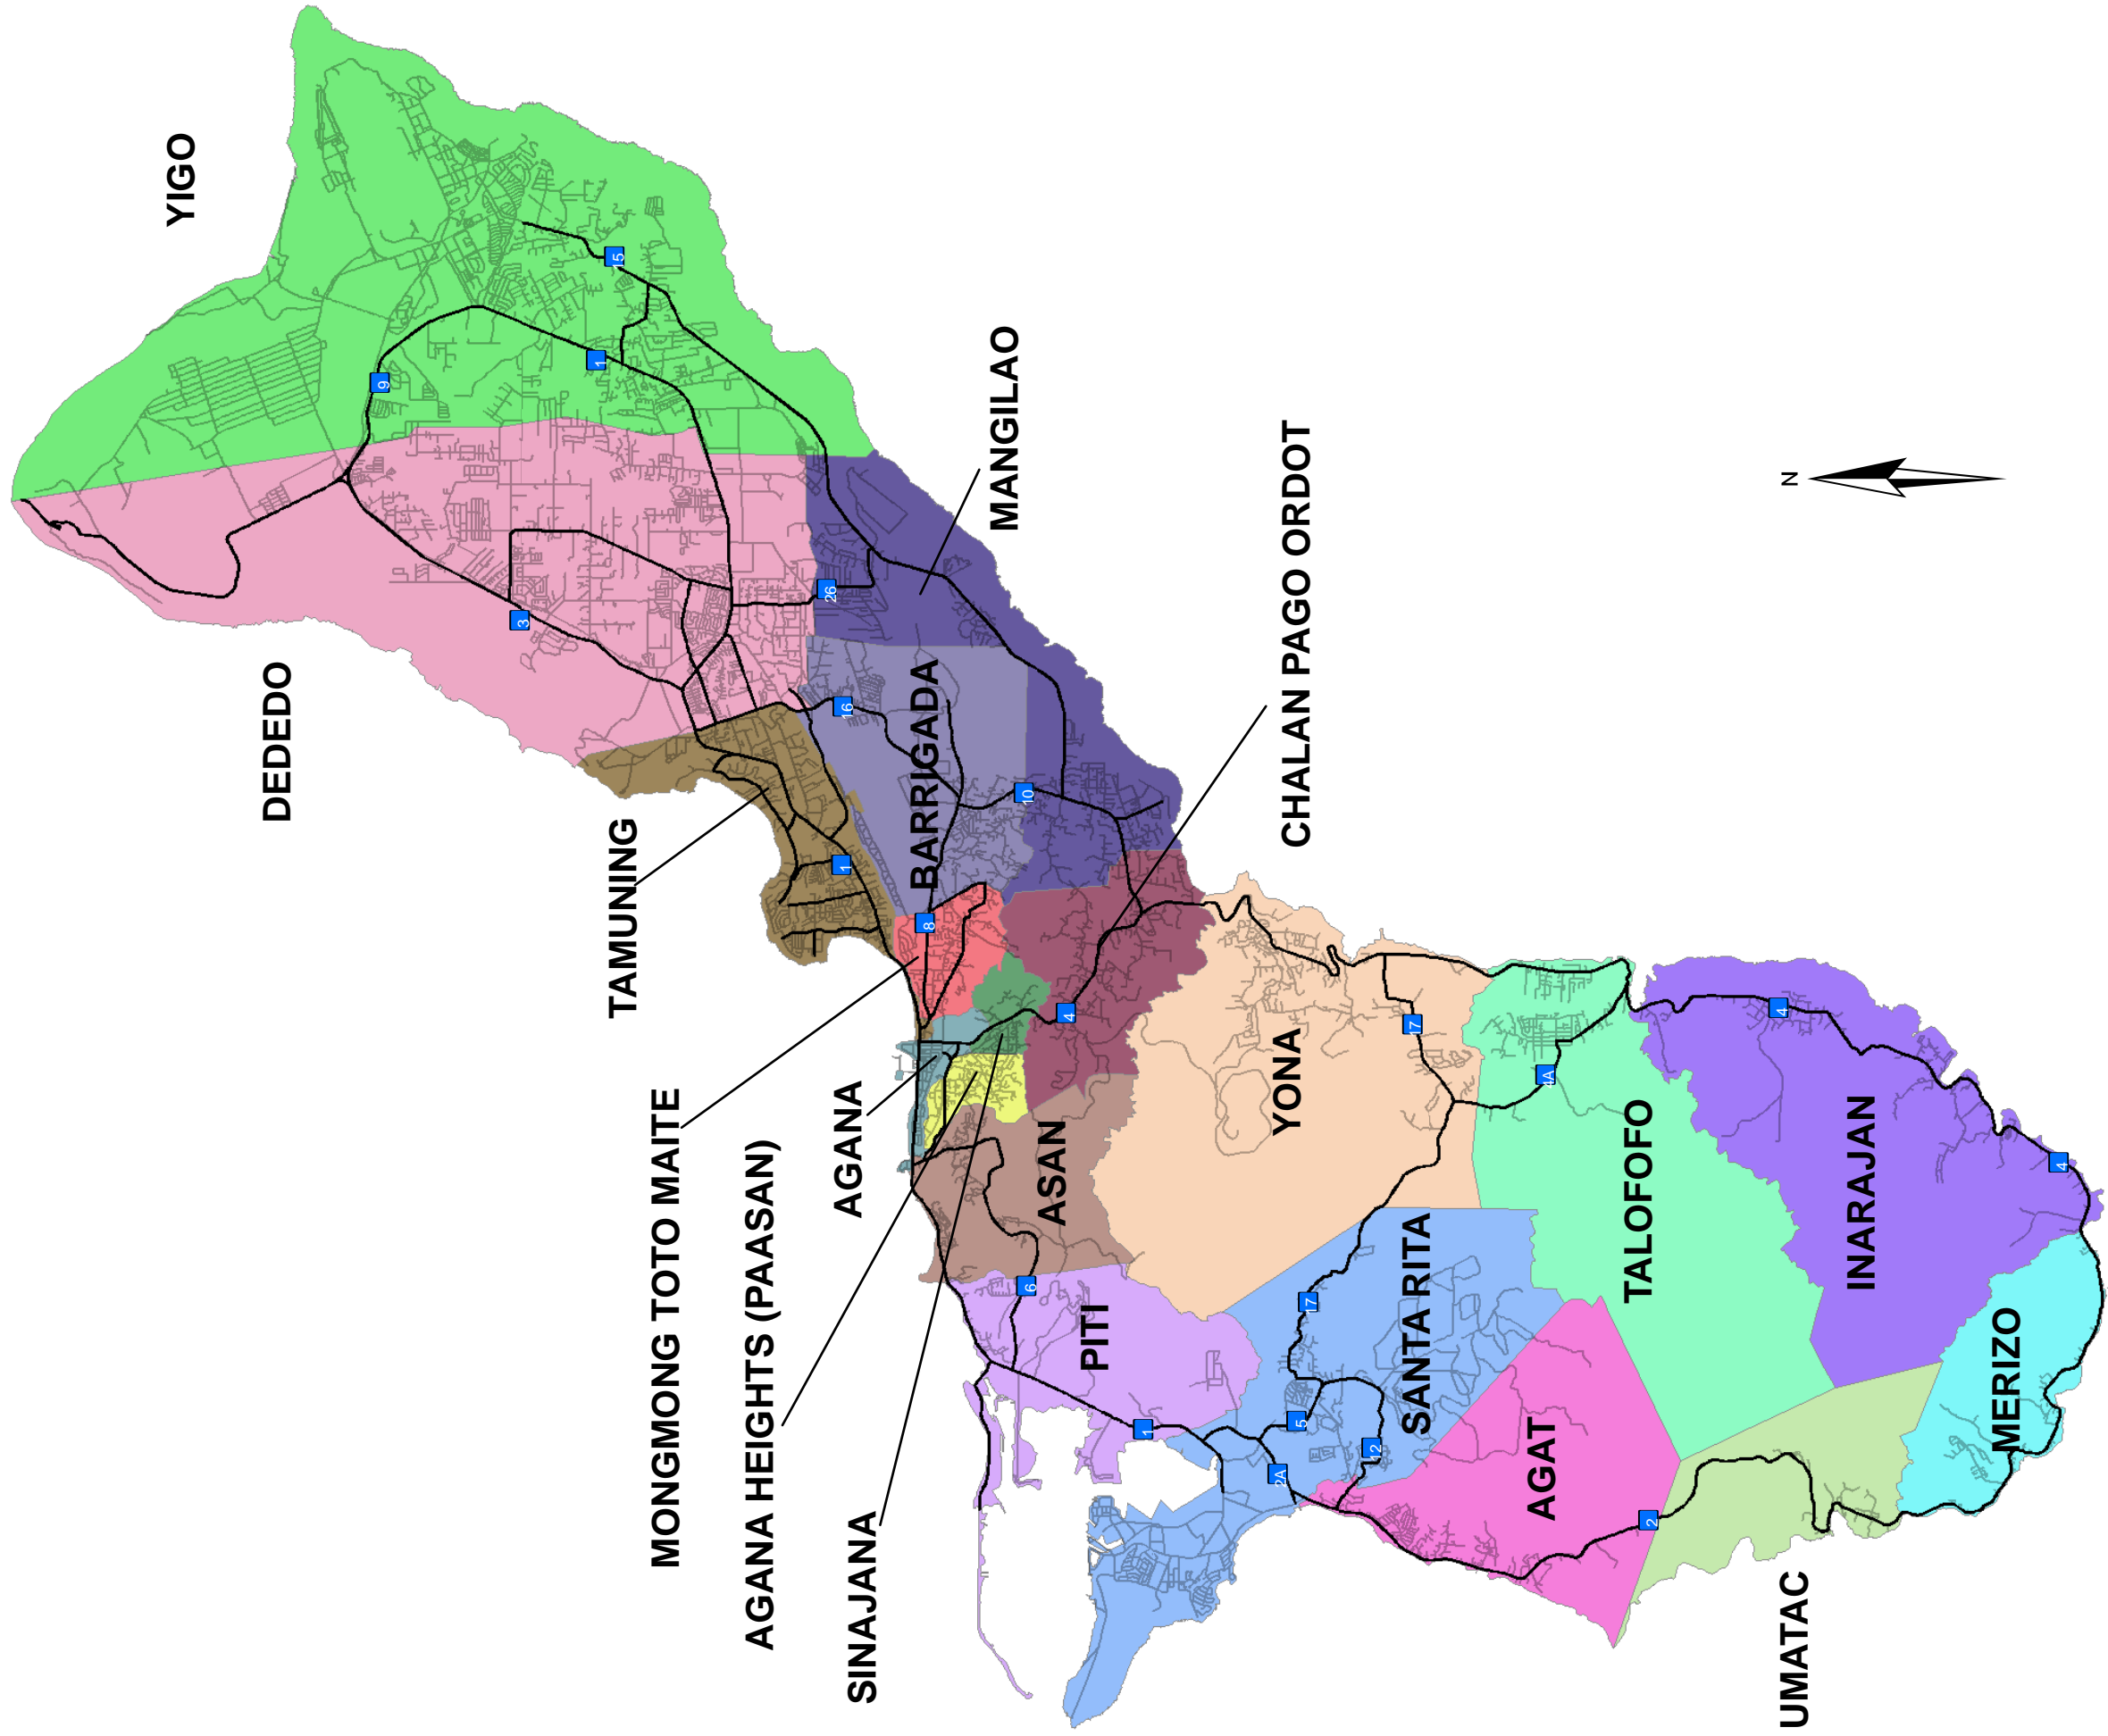 YIGO
DEDEDO
TAMUNING
MONGMONG TOTO MAITE
AGANA HEIGHTS (PAASAN)
AGANA
SINAJANA
BARRIGADA
MANGILAO
CHALAN PAGO ORDOT
ASAN
PITI
YONA
SANTA RITA
AGAT
TALOFOFO
UMATAC
INARAJAN
MERIZO
N
9
1
15
3
26
16
1
8
10
4
6
1
17
17
5
2A
12
4A
2
4
4